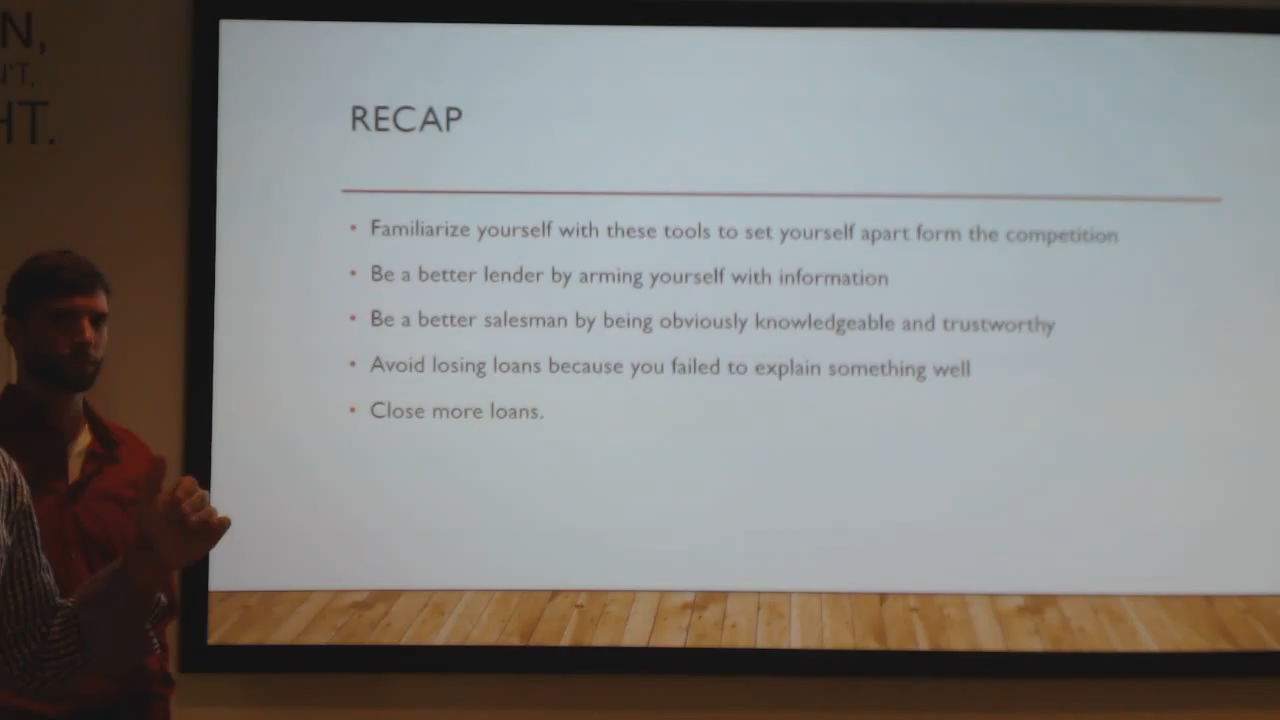 N,
N'T.
HT.
RECAP
• Familiarize yourself with these tools to set yourself apart form the competition
• Be a better lender by arming yourself with information
• Be a better salesman by being obviously knowledgeable and trustworthy
• Avoid losing loans because you failed to explain something well
• Close more loans.